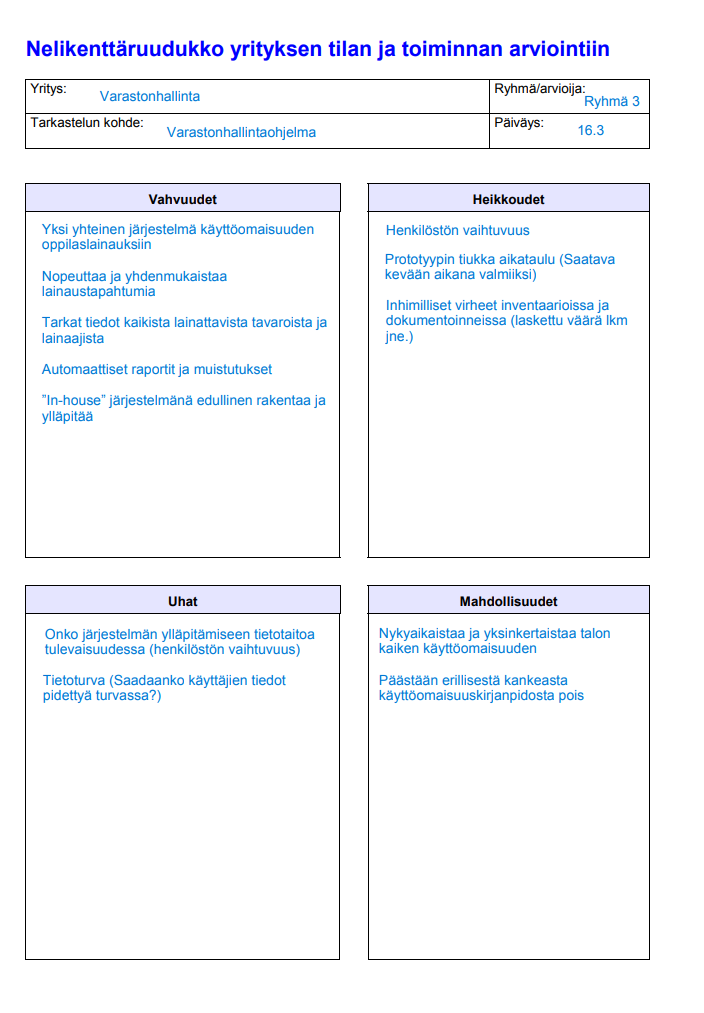 Nelikenttäruudukko yrityksen tilan ja toiminnan arviointiin
Yritys: Varastonhallinta
Ryhmä/arvioija: Ryhmä 3
Tarkastelun kohde: Varastonhallintaohjelma
Päiväys: 16.3
Vahvuudet
Yksi yhteinen järjestelmä käyttöomaisuuden
oppilaslainauksiin
Nopeuttaa ja yhdenmukaistaa
lainaustapahtumia
Tarkat tiedot kaikista lainattavista tavaroista ja
lainaajista
Automaattiset raportit ja muistutukset
”In-house” järjestelmänä edullinen rakentaa ja
ylläpitää
Heikkoudet
Henkilöstön vaihtuvuus
Prototyypin tiukka aikataulu (Saatava
kevään aikana valmiiksi)
Inhimilliset virheet inventaarioissa ja
dokumentoinneissa (laskettu väärä lkm
jne.)
Uhat
Onko järjestelmän ylläpitämiseen tietotaitoa
tulevaisuudessa (henkilöstön vaihtuvuus)
Tietoturva (Saadaanko käyttäjien tiedot
pidettyä turvassa?)
Mahdollisuudet
Nykyaikaistaa ja yksinkertaistaa talon
kaiken käyttöomaisuuden
Päästään erillisestä kankeasta
käyttöomaisuuskirjanpidosta pois